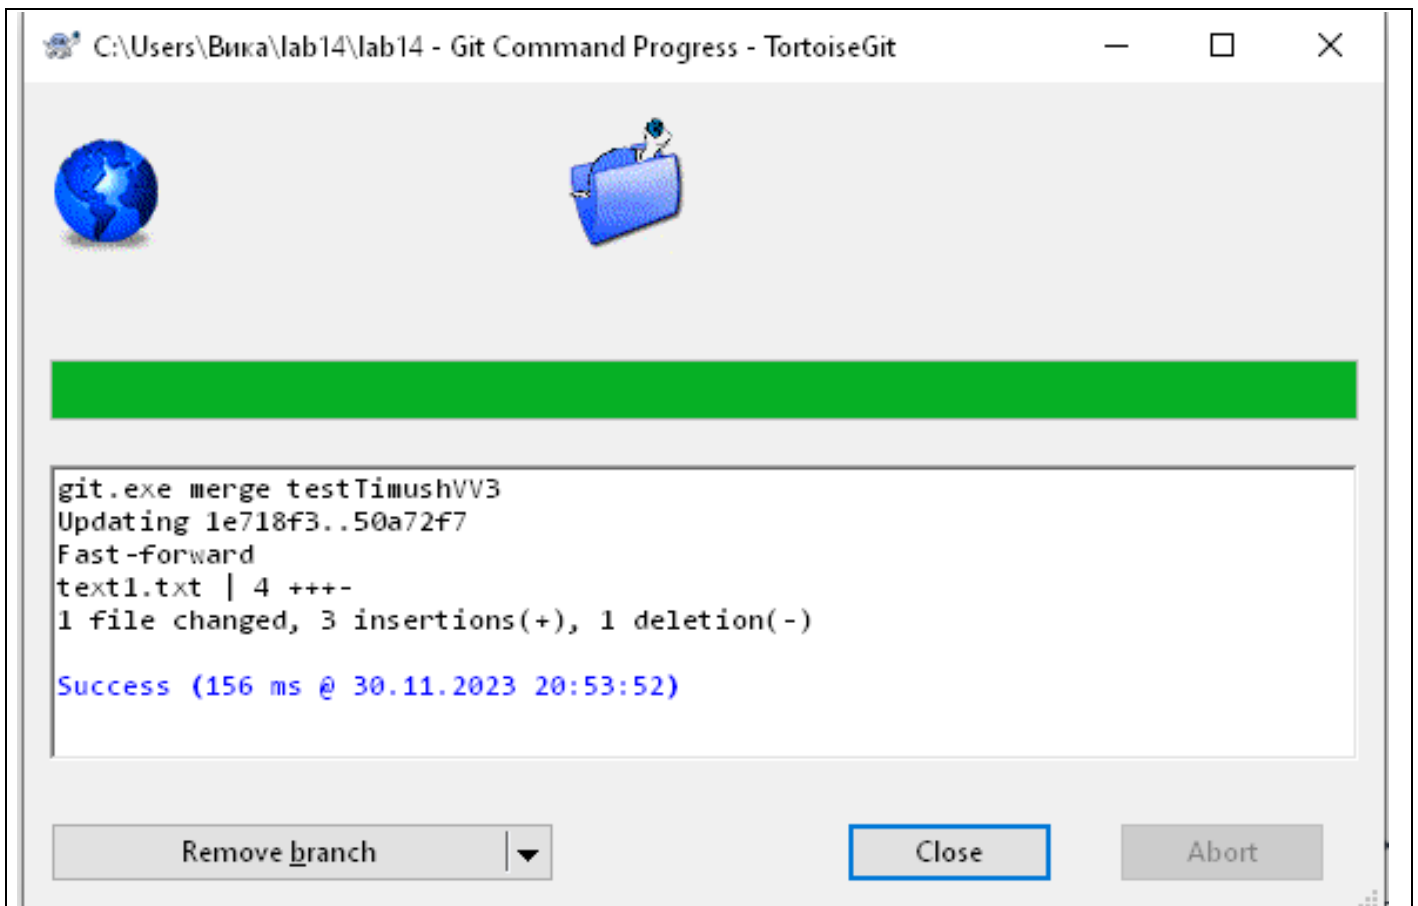 C:\Users\Вика\lab14\lab14 - Git Command Progress - TortoiseGit
git.exe merge testTimushVV3
Updating 1e718f3..50a72f7
Fast-forward
text1.txt | 4 +++-
1 file changed, 3 insertions(+), 1 deletion(-)
Success (156 ms @ 30.11.2023 20:53:52)
Remove branch
Close
Abort